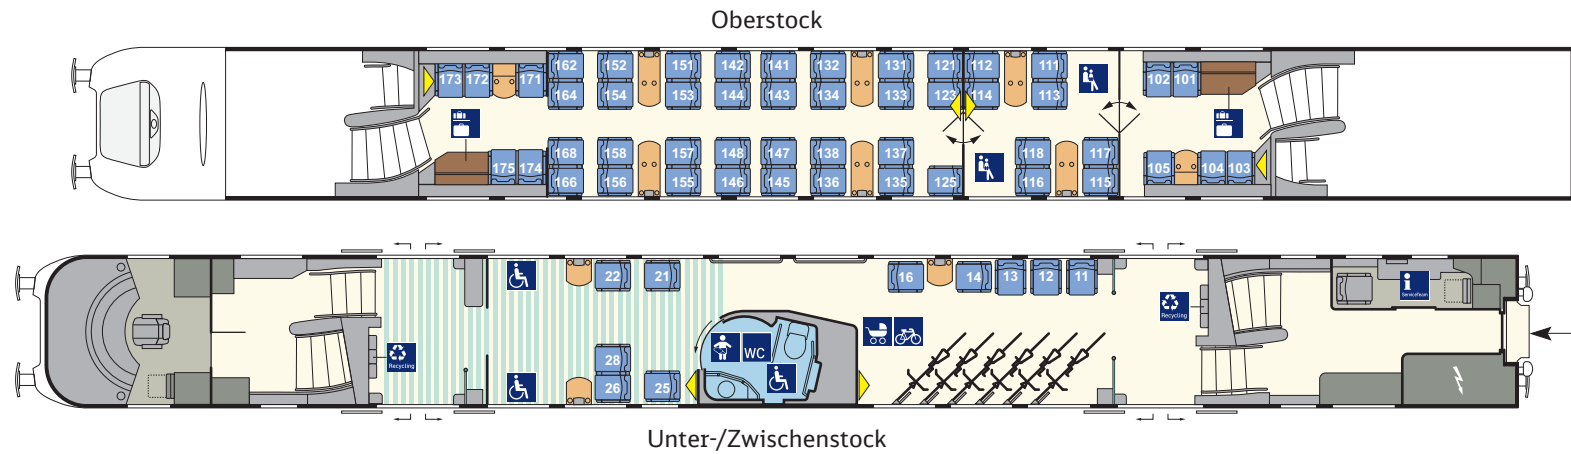 Oberstock
173 172 171 162 152 151 142 141 132 131 121 112 111 102 101
164 154 153 144 143 134 133 123 114 113
168 158 157 148 147 138 137 118 117
175 174 166 156 155 146 145 136 135 125 116 115 105 104 103
22 21 16 14 13 12 11
ServiceTeam
Recycling
WC
Recycling
28
26 25
Unter-/Zwischenstock